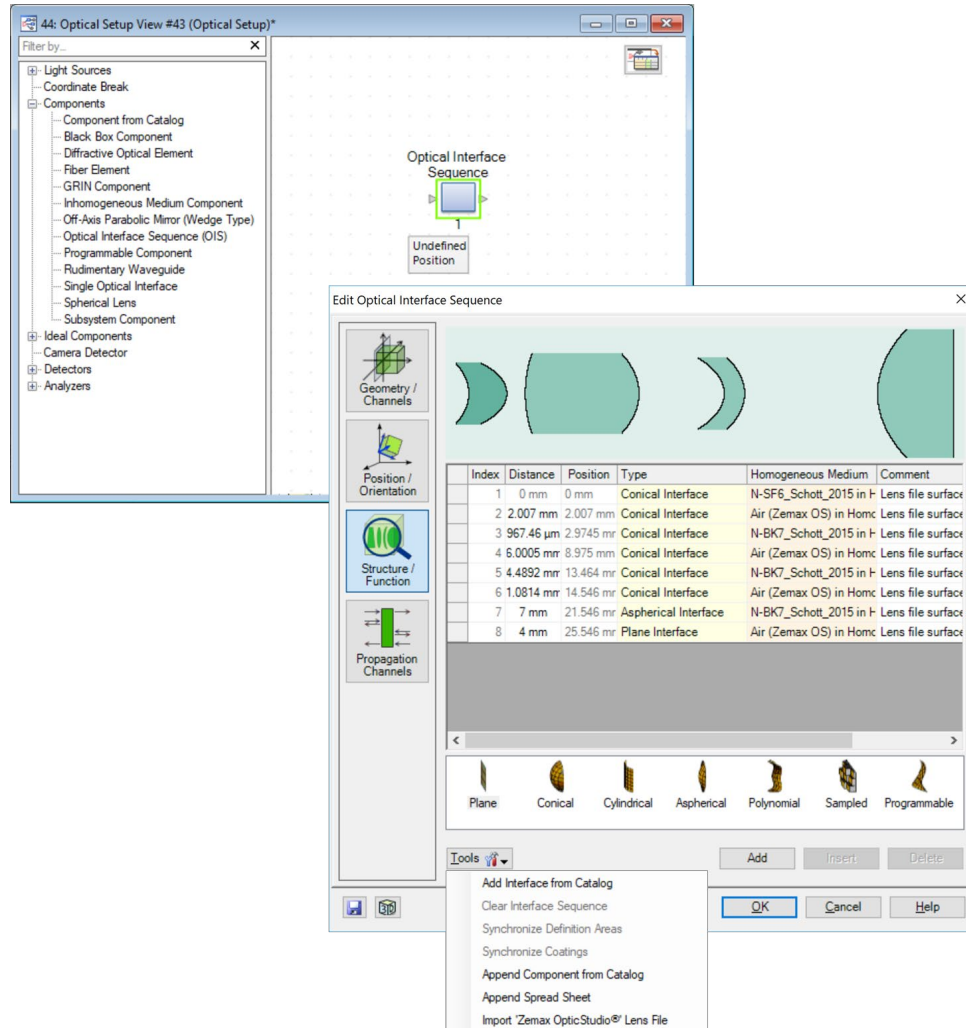 44: Optical Setup View #43 (Optical Setup)*
Filter by...
Light Sources
Coordinate Break
Components
Component from Catalog
Black Box Component
Diffractive Optical Element
Fiber Element
GRIN Component
Inhomogeneous Medium Component
Off-Axis Parabolic Mirror (Wedge Type)
Optical Interface Sequence (OIS)
Programmable Component
Rudimentary Waveguide
Single Optical Interface
Spherical Lens
Subsystem Component
Ideal Components
Camera Detector
Detectors
Analyzers
Optical Interface
Sequence
1
Undefined
Position
Edit Optical Interface Sequence
Geometry /
Channels
Position /
Orientation
Structure /
Function
Propagation
Channels
Index Distance Position Type Homogeneous Medium Comment
1 0 mm 0 mm Conical Interface N-SF6_Schott_2015 in H Lens file surface
2 2.007 mm 2.007 mm Conical Interface Air (Zemax OS) in Homc Lens file surface
3 967.46 µm 2.9745 mr Conical Interface N-BK7_Schott_2015 in H Lens file surface
4 6.0005 mm 8.975 mm Conical Interface Air (Zemax OS) in Homc Lens file surface
5 4.4892 mm 13.464 mr Conical Interface N-BK7_Schott_2015 in H Lens file surface
6 1.0814 mm 14.546 mr Conical Interface Air (Zemax OS) in Homc Lens file surface
7 7 mm 21.546 mr Aspherical Interface N-BK7_Schott_2015 in H Lens file surface
8 4 mm 25.546 mr Plane Interface Air (Zemax OS) in Homc Lens file surface
Plane Conical Cylindrical Aspherical Polynomial Sampled Programmable
Tools Add Insert Delete
Add Interface from Catalog
Clear Interface Sequence
Synchronize Definition Areas
Synchronize Coatings
Append Component from Catalog
Append Spread Sheet
Import 'Zemax OpticStudio®' Lens File
3D
OK Cancel Help